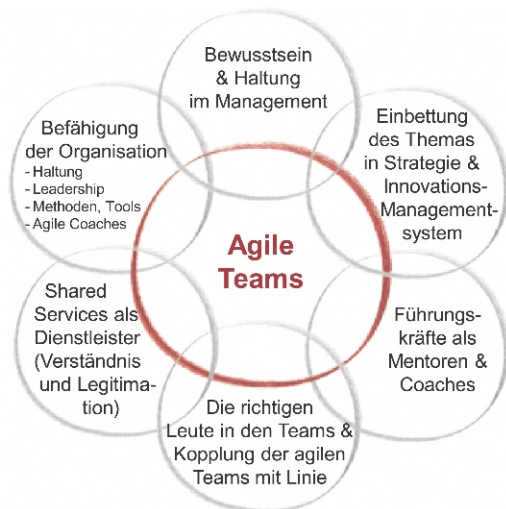 Bewusstsein
& Haltung
im Management
Einbettung
des Themas
in Strategie &
Innovations-
Management-
system
Führungs-
kräfte als
Mentoren &
Coaches
Die richtigen
Leute in den Teams &
Kopplung der agilen
Teams mit Linie
Shared
Services als
Dienstleister
(Verständnis
und Legitima-
tion)
Befähigung
der Organisation
- Haltung
- Leadership
- Methoden, Tools
- Agile Coaches
Agile
Teams